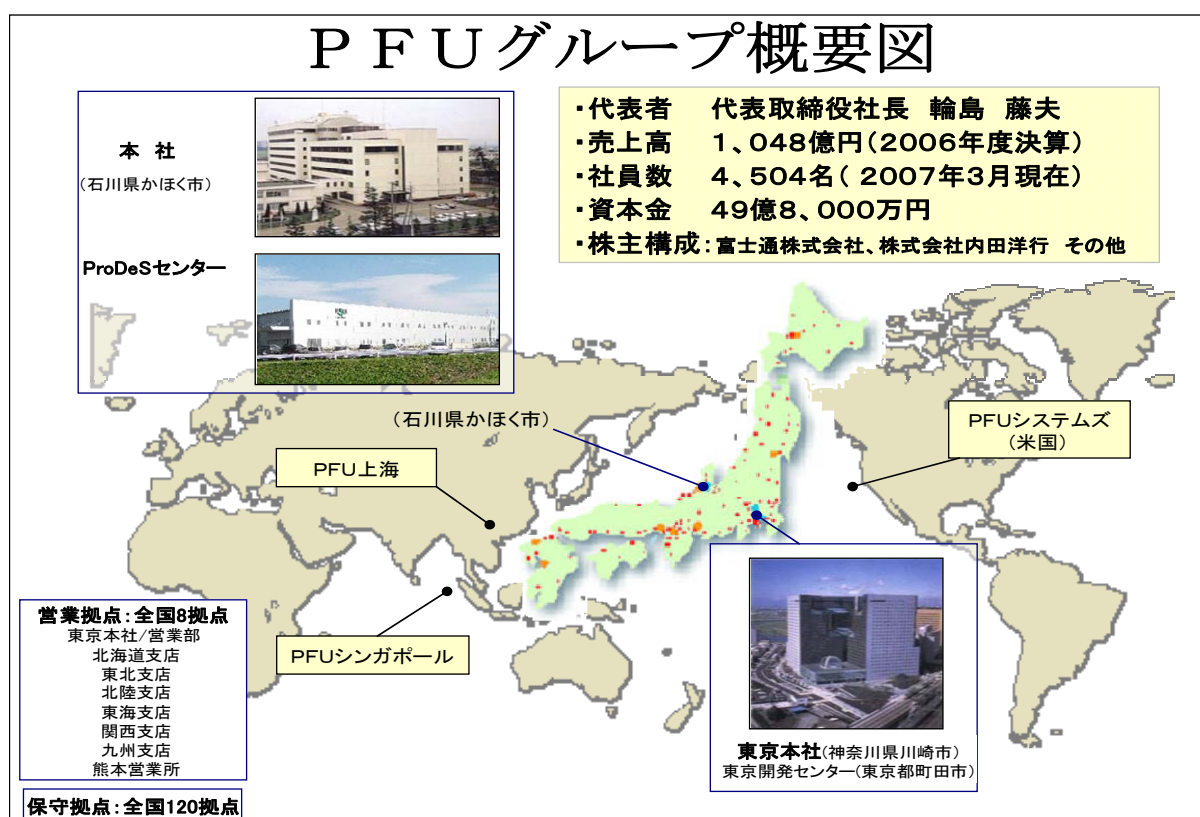 ＰＦＵグループ概要図
本 社
(石川県かほく市)
ProDeSセンター
・代表者　代表取締役社長　輪島　藤夫
・売上高　１、０４８億円(２００６年度決算)
・社員数　４、５０４名( ２００７年３月現在)
・資本金　４９億８、０００万円
・株主構成：富士通株式会社、株式会社内田洋行　その他
(石川県かほく市)
PFU上海
PFUシステムズ
(米国)
PFUシンガポール
営業拠点：全国8拠点
東京本社/営業部
北海道支店
東北支店
北陸支店
東海支店
関西支店
九州支店
熊本営業所
保守拠点：全国120拠点
東京本社(神奈川県川崎市)
東京開発センター(東京都町田市)